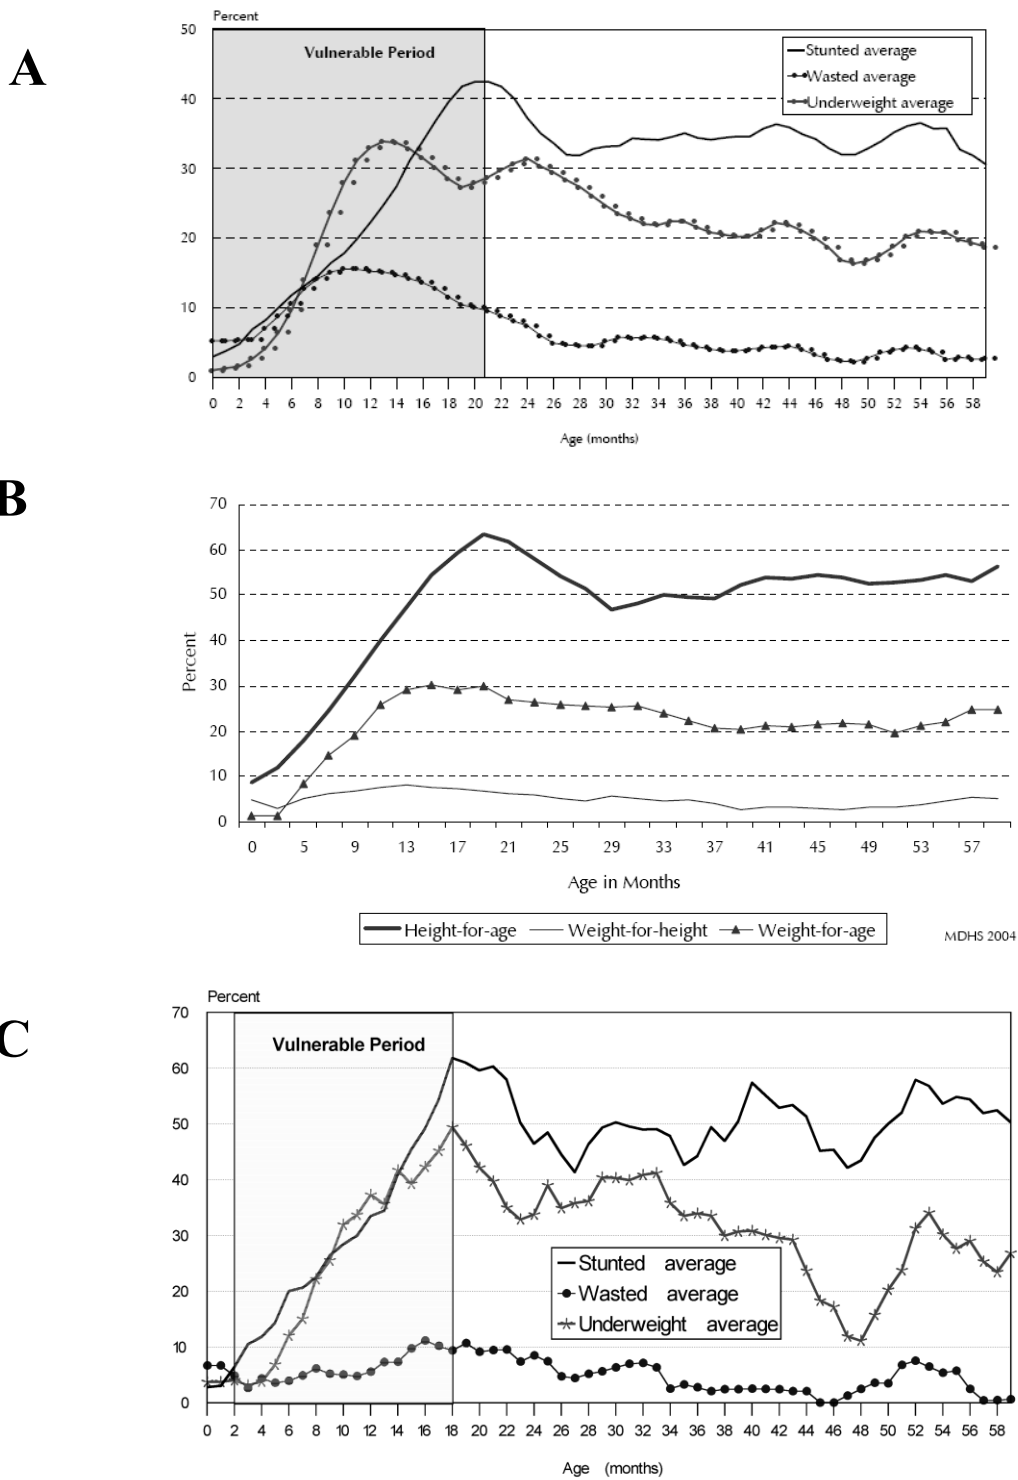 A
Percent
Vulnerable Period
Stunted average
Wasted average
Underweight average
50
40
30
20
10
0
0 2 4 6 8 10 12 14 16 18 20 22 24 26 28 30 32 34 36 38 40 42 44 46 48 50 52 54 56 58
Age (months)
B
70
60
50
40
30
20
10
0
Percent
0 5 9 13 17 21 25 29 33 37 41 45 49 53 57
Age in Months
Height-for-age Weight-for-height Weight-for-age
MDHS 2004
C
Percent
Vulnerable Period
70
60
50
40
30
20
10
0
Stunted average
Wasted average
Underweight average
0 2 4 6 8 10 12 14 16 18 20 22 24 26 28 30 32 34 36 38 40 42 44 46 48 50 52 54 56 58
Age (months)